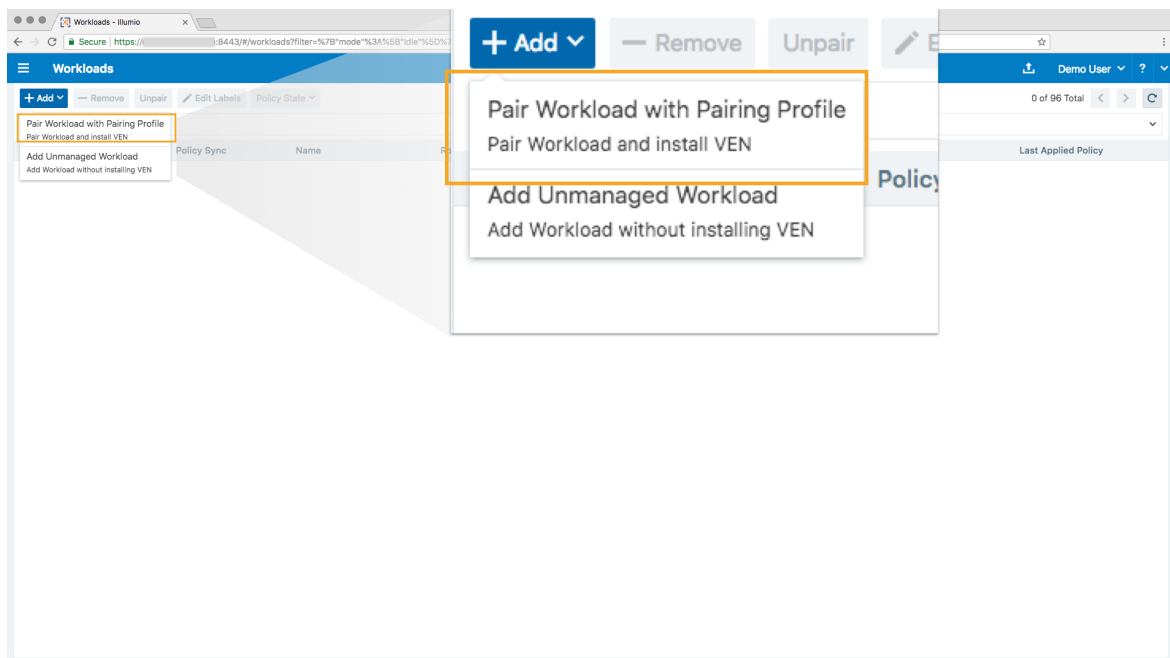 Workloads - Illumio
Secure https:// :8443/#/workloads?filter=%7B"mode"%3A%5B"idle"%5D%7
Workloads
Demo User ?
+ Add — Remove Unpair Edit Labels Policy State
0 of 96 Total
Pair Workload with Pairing Profile
Pair Workload and install VEN
Add Unmanaged Workload
Add Workload without installing VEN
Policy Sync Name Last Applied Policy
+ Add — Remove Unpair E
Pair Workload with Pairing Profile
Pair Workload and install VEN
Add Unmanaged Workload
Add Workload without installing VEN
Policy